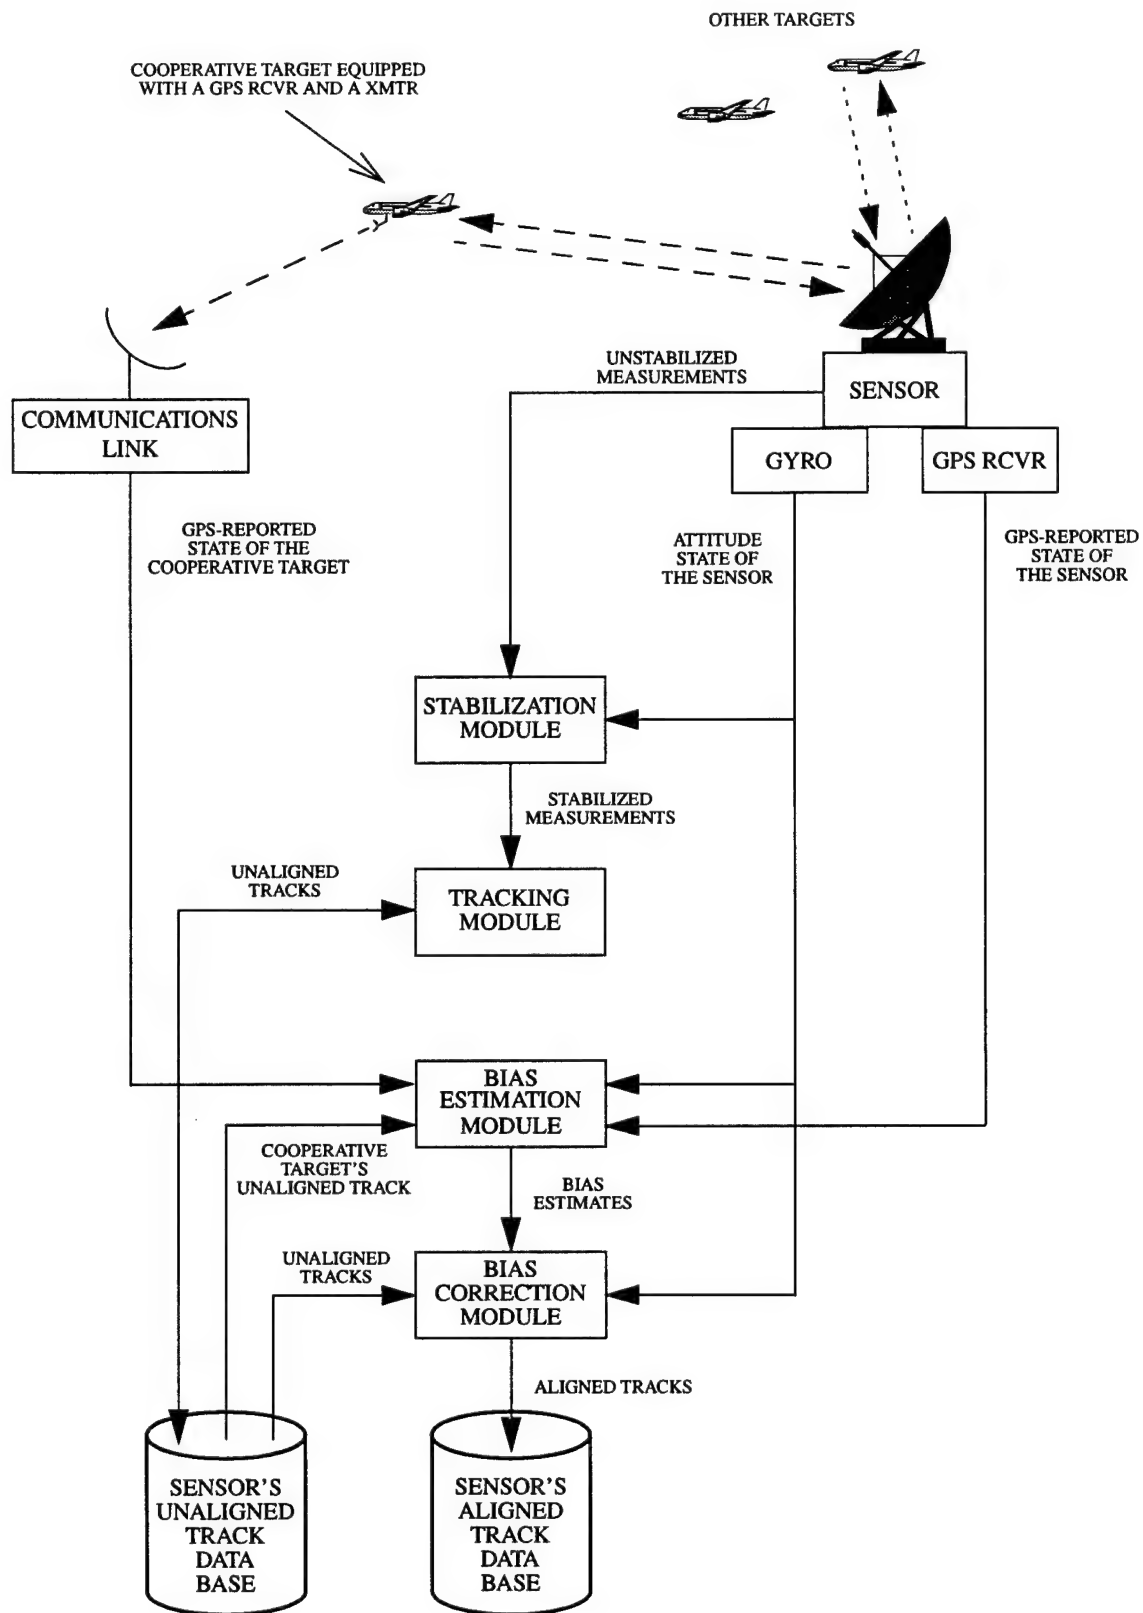 OTHER TARGETS
COOPERATIVE TARGET EQUIPPED
WITH A GPS RCVR AND A XMTR
UNSTABILIZED
MEASUREMENTS
SENSOR
COMMUNICATIONS
LINK
GYRO
GPS RCVR
GPS-REPORTED
STATE OF THE
COOPERATIVE TARGET
ATTITUDE
STATE OF
THE SENSOR
GPS-REPORTED
STATE OF
THE SENSOR
STABILIZATION
MODULE
STABILIZED
MEASUREMENTS
UNALIGNED
TRACKS
TRACKING
MODULE
BIAS
ESTIMATION
MODULE
COOPERATIVE
TARGET'S
UNALIGNED TRACK
BIAS
ESTIMATES
UNALIGNED
TRACKS
BIAS
CORRECTION
MODULE
ALIGNED TRACKS
SENSOR'S
UNALIGNED
TRACK
DATA
BASE
SENSOR'S
ALIGNED
TRACK
DATA
BASE